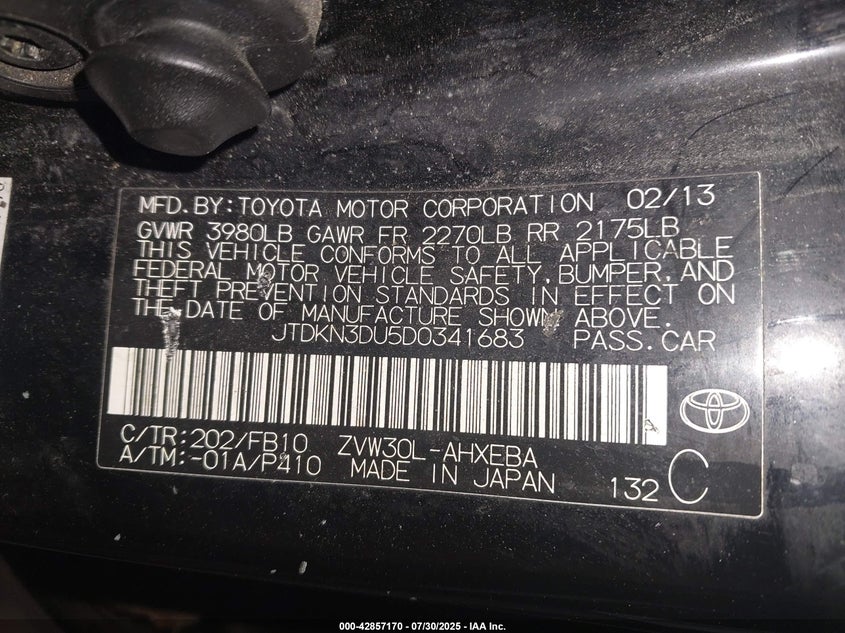 MFD. BY: TOYOTA MOTOR CORPORATION 02/13
GVWR 3980LB GAWR FR 2270LB RR 2175LB
THIS VEHICLE CONFORMS TO ALL APPLICABLE
FEDERAL MOTOR VEHICLE SAFETY, BUMPER, AND
THEFT PREVENTION STANDARDS IN EFFECT ON
THE DATE OF MANUFACTURE SHOWN ABOVE.
JTDKN3DU5D0341683 PASS. CAR
A
C/TR: 202/FB10 ZVW30L-AHXEBA
A/TM: -01A/P410 MADE IN JAPAN 132 C
000-42857170 | 07/30/2025 - IAA Inc.